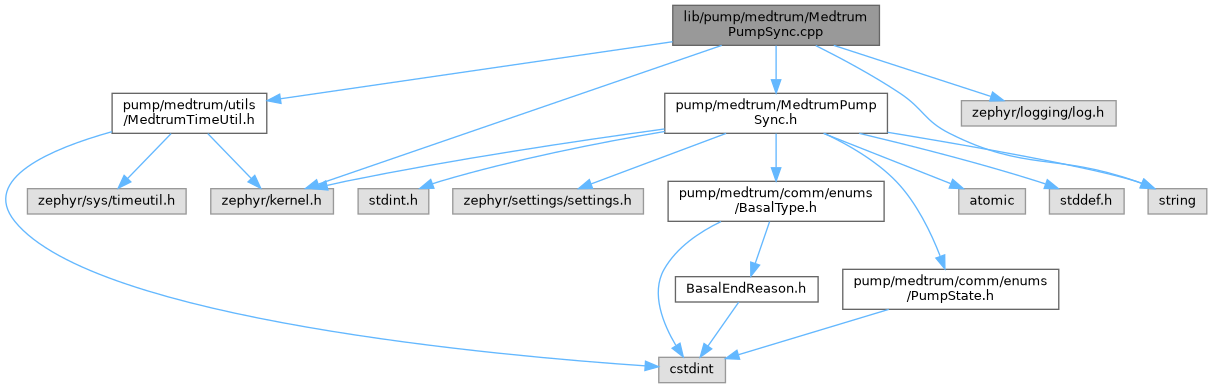 lib/pump/medtrum/Medtrum
PumpSync.cpp
pump/medtrum/utils
/MedtrumTimeUtil.h
pump/medtrum/MedtrumPump
Sync.h
zephyr/logging/log.h
zephyr/sys/timeutil.h
zephyr/kernel.h
stdint.h
zephyr/settings/settings.h
pump/medtrum/comm/enums
/BasalType.h
atomic
stddef.h
string
BasalEndReason.h
pump/medtrum/comm/enums
/PumpState.h
cstdint